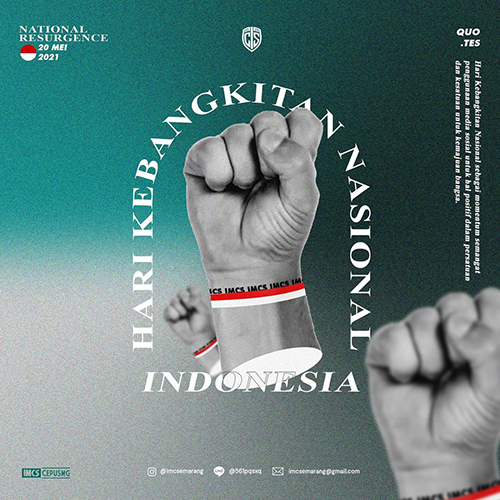 NATIONAL
RESURGENCE
20 MEI
2021
CTS
QUO
.TES
Hari Kebangkitan Nasional sebagai momentum semangat
penggunaan media sosial untuk hal positif dalam persatuan
dan kesatuan untuk kemajuan bangsa.
HARI KEBANGKITAN NASIONAL
MCS IMCS IMCS IMCS
INDONESIA
IMCS CEPUSMG
@imcsemarang
@561pqsxq
imcsemarang@gmail.com